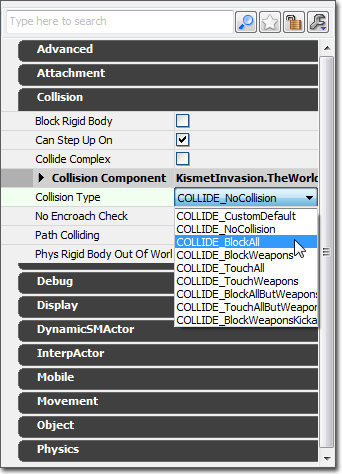 Type here to search
Advanced
Attachment
Collision
Block Rigid Body
Can Step Up On
Collide Complex
Collision Component KismetInvasion.TheWorld
Collision Type COLLIDE_NoCollision
No Encroach Check COLLIDE_CustomDefault
COLLIDE_NoCollision
Path Colliding COLLIDE_BlockAll
Phys Rigid Body Out Of Worl COLLIDE_BlockWeapons
COLLIDE_TouchAll
Debug COLLIDE_TouchWeapons
COLLIDE_BlockAllButWeapons
Display COLLIDE_TouchAllButWeapon
COLLIDE_BlockWeaponsKicka
DynamicSMActor
InterpActor
Mobile
Movement
Object
Physics